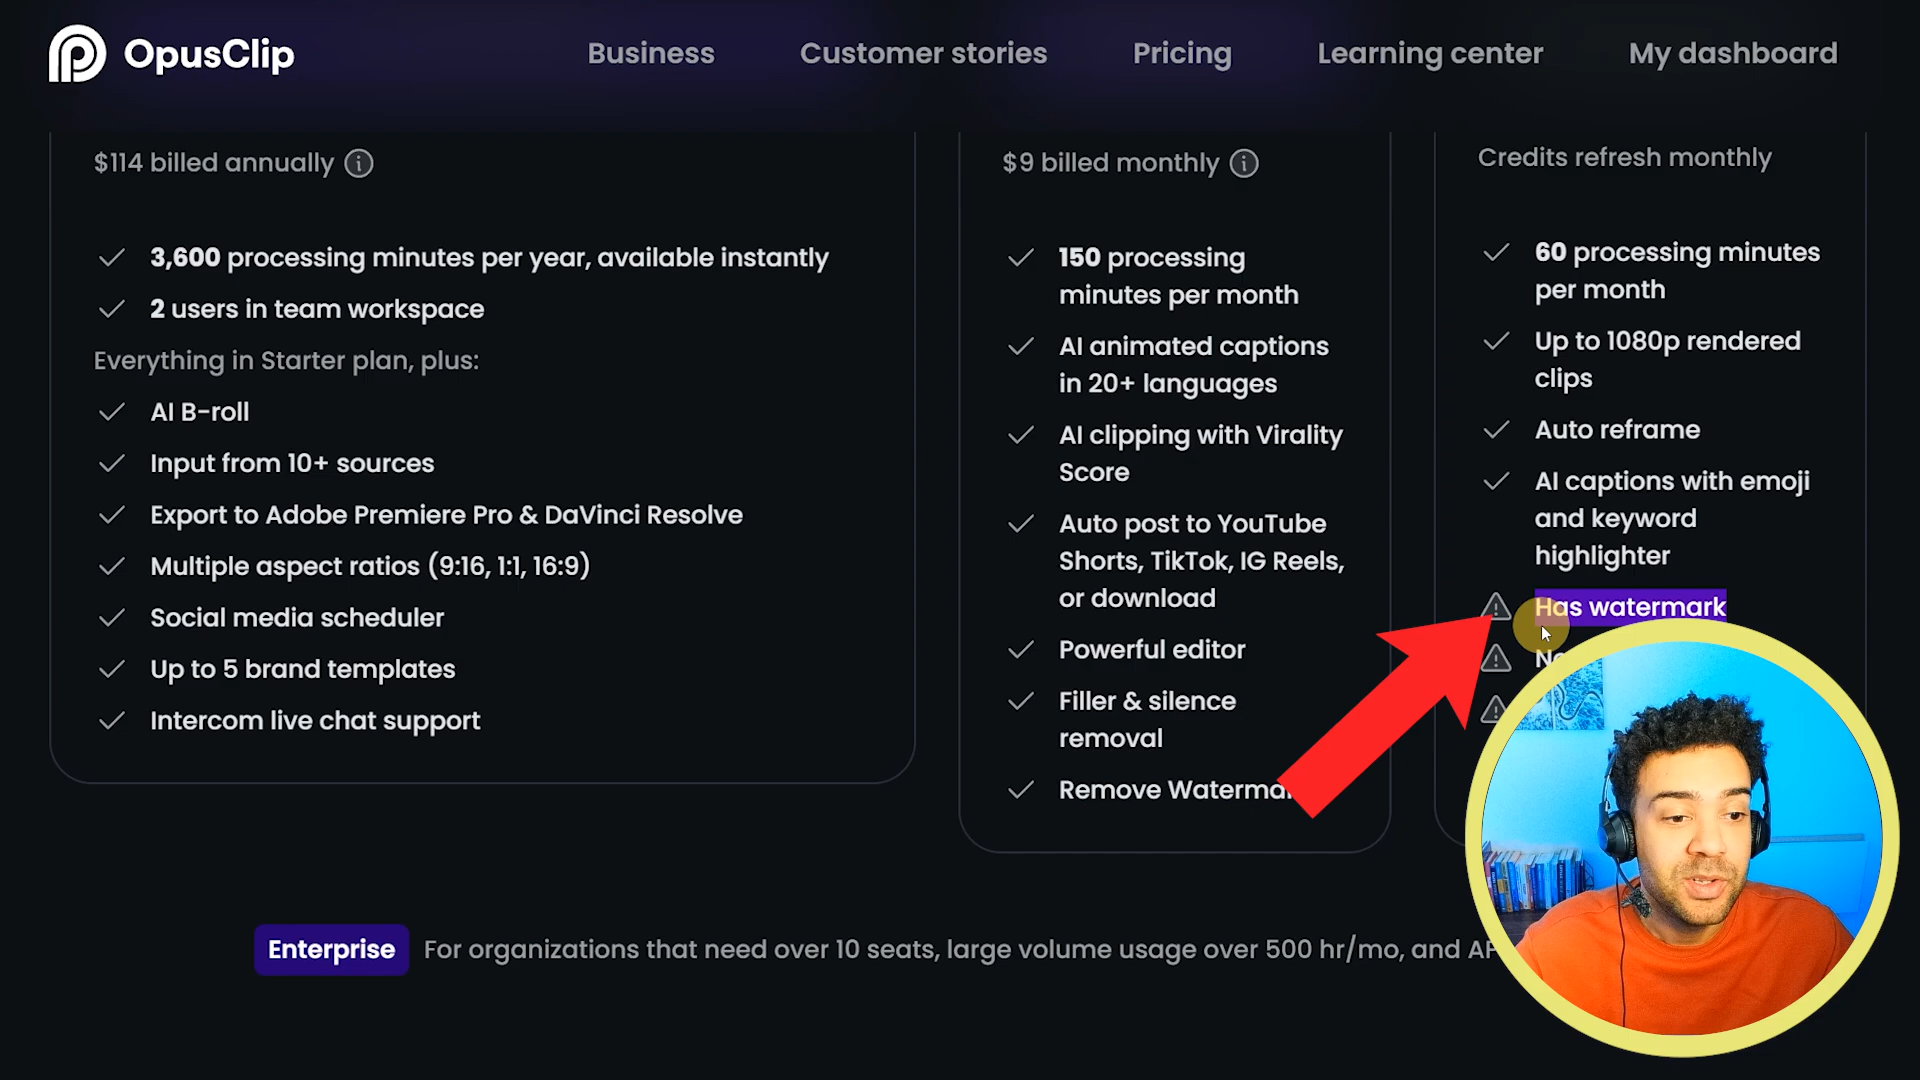 OpusClip
Business
Customer stories
Pricing
Learning center
My dashboard
$114 billed annually
3,600 processing minutes per year, available instantly
2 users in team workspace
Everything in Starter plan, plus:
AI B-roll
Input from 10+ sources
Export to Adobe Premiere Pro & DaVinci Resolve
Multiple aspect ratios (9:16, 1:1, 16:9)
Social media scheduler
Up to 5 brand templates
Intercom live chat support
$9 billed monthly
150 processing
minutes per month
AI animated captions
in 20+ languages
AI clipping with Virality
Score
Auto post to YouTube
Shorts, TikTok, IG Reels,
or download
Powerful editor
Filler & silence
removal
Remove
Credits refresh monthly
60 processing minutes
per month
Up to 1080p rendered
clips
Auto reframe
AI captions with emoji
and keyword
highlighter
Has watermark
Enterprise
For organizations that need over 10 seats, large volume usage over 500 hr/mo, and